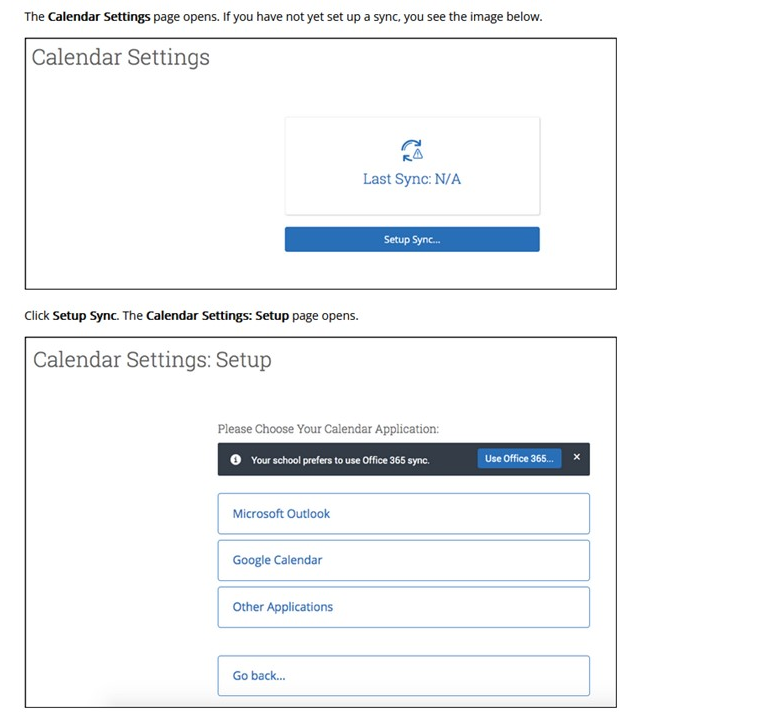 The Calendar Settings page opens. If you have not yet set up a sync, you see the image below.
Calendar Settings
Last Sync: N/A
Setup Sync...
Click Setup Sync. The Calendar Settings: Setup page opens.
Calendar Settings: Setup
Please Choose Your Calendar Application:
Your school prefers to use Office 365 sync. Use Office 365... ×
Microsoft Outlook
Google Calendar
Other Applications
Go back...